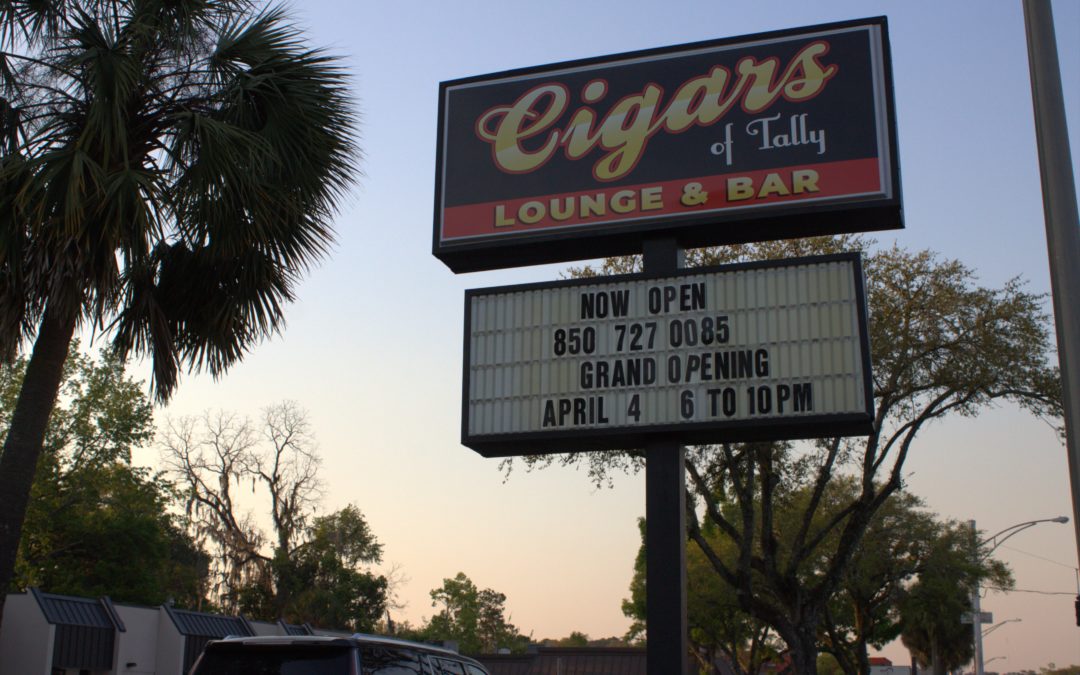 Cigars
of Tally
LOUNGE & BAR
NOW OPEN
850 727 0085
GRAND OPENING
APRIL 4 6 TO 10PM